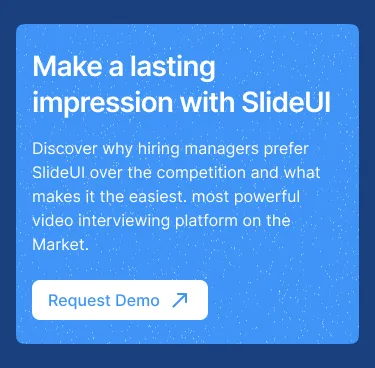 Make a lasting
impression with SlideUI
Discover why hiring managers prefer
SlideUI over the competition and what
makes it the easiest. most powerful
video interviewing platform on the
Market.
Request Demo